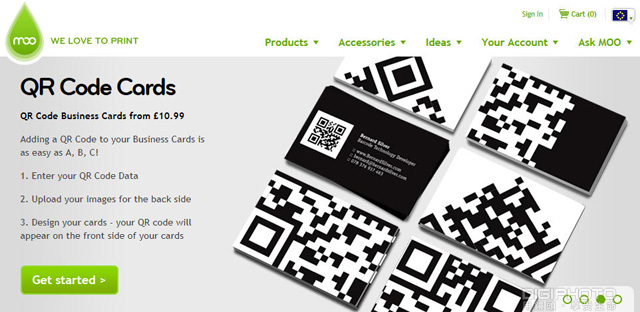 Sign In
Cart (0)
MOO
WE LOVE TO PRINT
Products
Accessories
Ideas
Your Account
Ask MOO
QR Code Cards
QR Code Business Cards from £10.99
Adding a QR Code to your Business Cards is
as easy as A, B, C!
1. Enter your QR Code Data
2. Upload your images for the back side
3. Design your cards - your QR code will
appear on the front side of your cards
Get started >
Bernard Silver
Barcode Technology Developer
DIGIPHOTO